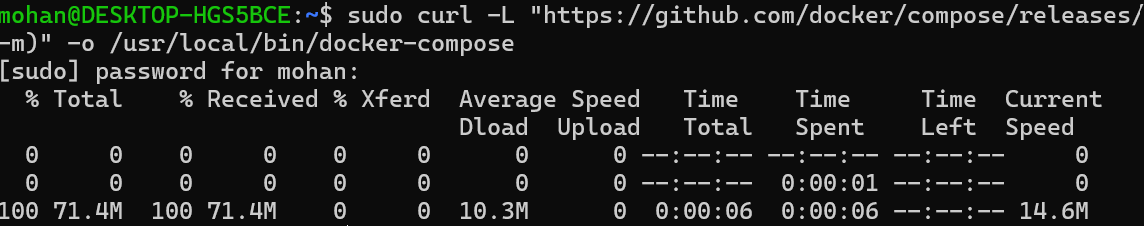 mohan@DESKTOP-HGS5BCE:~$ sudo curl -L "https://github.com/docker/compose/releases/
-m)" -o /usr/local/bin/docker-compose
[sudo] password for mohan:
  % Total    % Received % Xferd  Average Speed   Time    Time     Time  Current
                                 Dload  Upload   Total   Spent    Left  Speed
  0     0    0     0    0     0      0      0 --:--:-- --:--:-- --:--:--     0
  0     0    0     0    0     0      0      0 --:--:--  0:00:01 --:--:--     0
100 71.4M  100 71.4M    0     0  10.3M      0  0:00:06  0:00:06 --:--:-- 14.6M